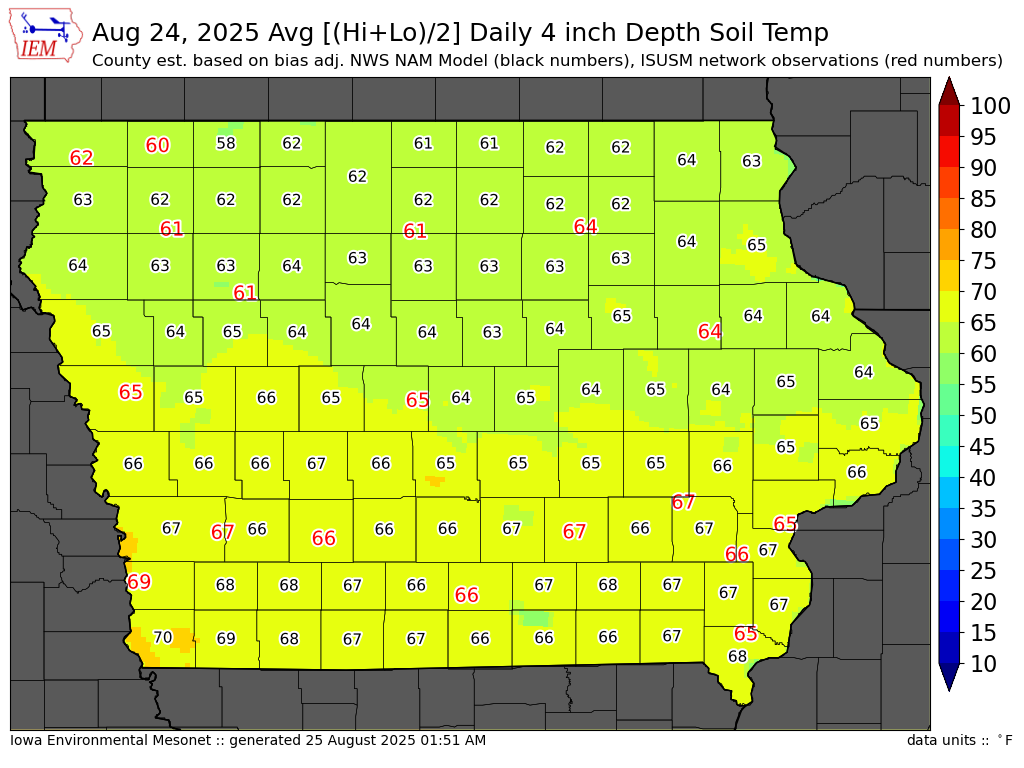 IEM
Aug 24, 2025 Avg [(Hi+Lo)/2] Daily 4 inch Depth Soil Temp
County est. based on bias adj. NWS NAM Model (black numbers), ISUSM network observations (red numbers)
62 60 58 62 61 61 62 62 64 63
62
63 62 62 62 62 62 62 62
61 61 64
64 65
64 63 63 64 63 63 63 63 63
61
65 64 65 64 64 64 63 64 65 64 64 64
65 65 66 65 65 64 65 64 65 64 65 64
65
66 66 66 67 66 65 65 65 65 66 65 66
67 67 66 66 66 66 67 67 66 67 67 65
66 67
69 68 68 67 66 66 67 68 67 67 67
70 69 68 67 67 66 66 66 67 65
68
100
95
90
85
80
75
70
65
60
55
50
45
40
35
30
25
20
15
10
Iowa Environmental Mesonet :: generated 25 August 2025 01:51 AM
data units :: °F